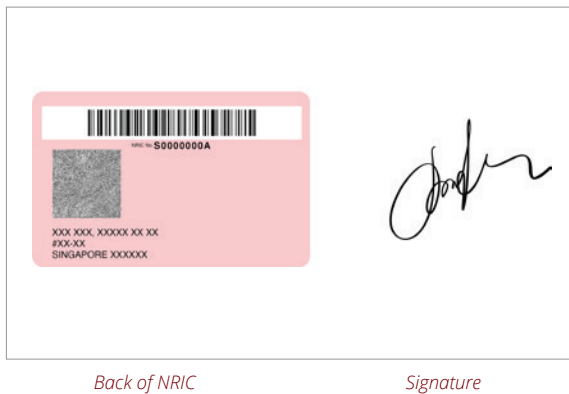 NRIC No S0000000A
XXX XXX, XXXXX XX XX
#XX-XX
SINGAPORE XXXXXX
Back of NRIC
Signature